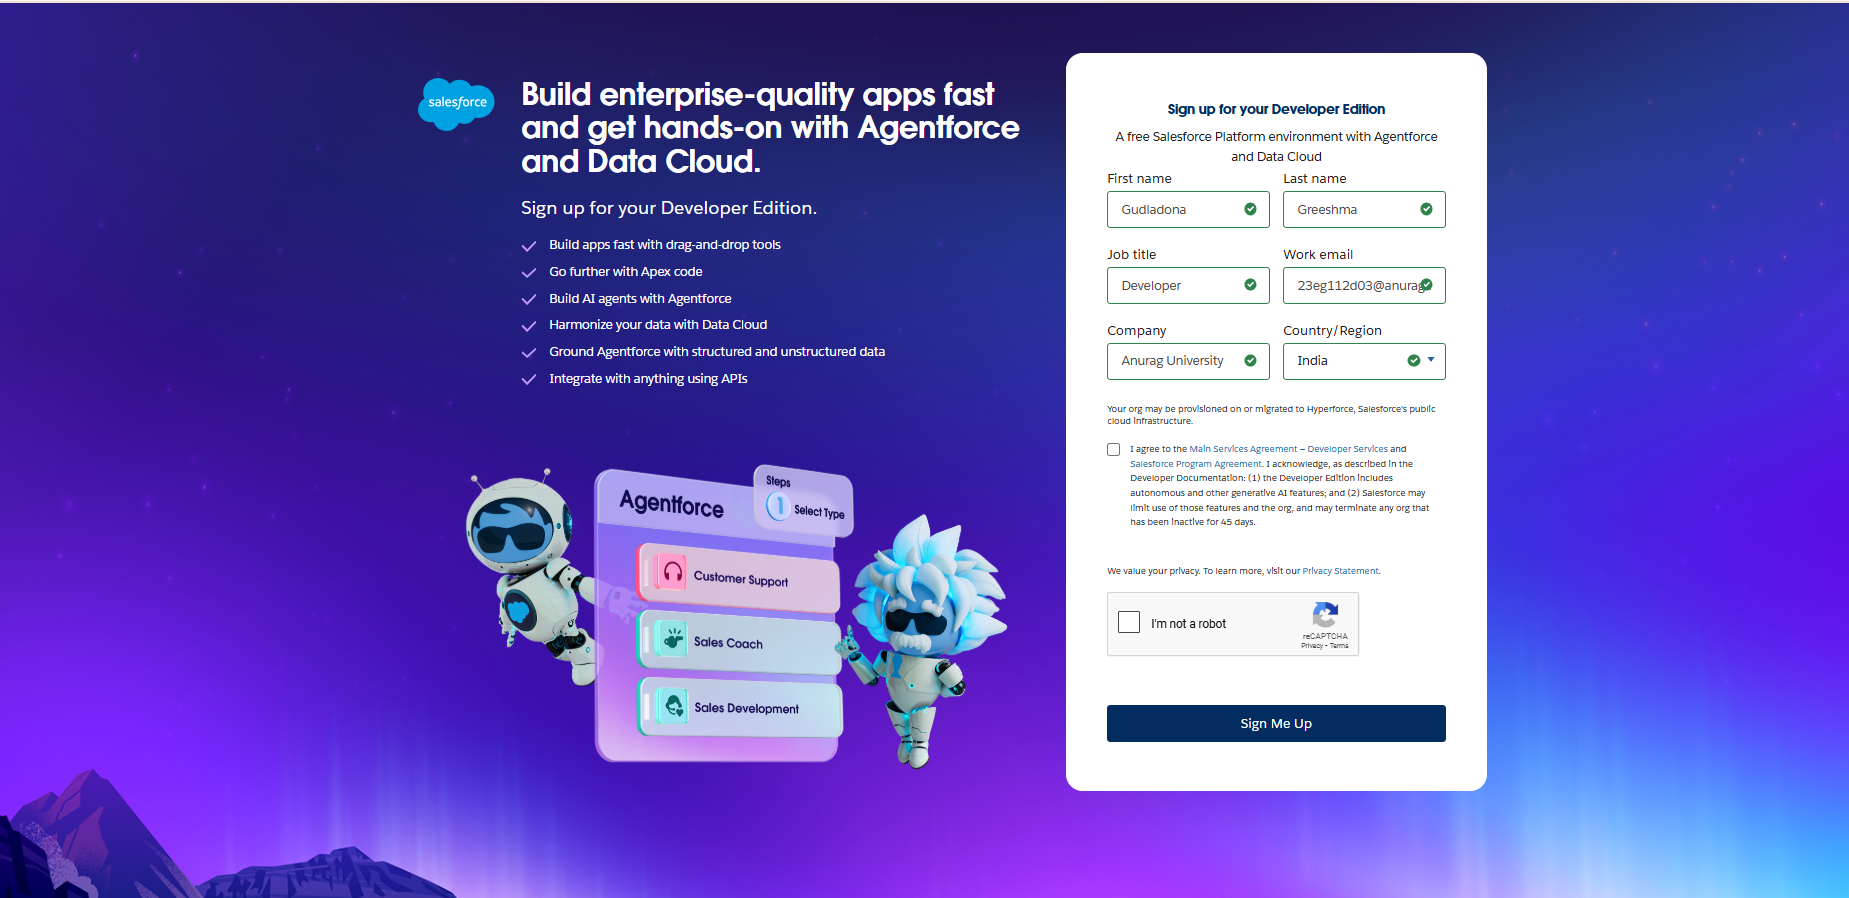 salesforce
Build enterprise-quality apps fast
and get hands-on with Agentforce
and Data Cloud.
Sign up for your Developer Edition.
Build apps fast with drag-and-drop tools
Go further with Apex code
Build AI agents with Agentforce
Harmonize your data with Data Cloud
Ground Agentforce with structured and unstructured data
Integrate with anything using APIs
Agentforce
Steps
1 Select Type
Customer Support
Sales Coach
Sales Development
Sign up for your Developer Edition
A free Salesforce Platform environment with Agentforce
and Data Cloud
First name Last name
Gudladona Greeshma
Job title Work email
Developer 23eg112d03@anurag
Company Country/Region
Anurag University India
Your org may be provisioned on or migrated to Hyperforce, Salesforce's public
cloud infrastructure.
I agree to the Main Services Agreement – Developer Services and
Salesforce Program Agreement. I acknowledge, as described in the
Developer Documentation: (1) the Developer Edition includes
autonomous and other generative AI features; and (2) Salesforce may
limit use of those features and the org, and may terminate any org that
has been inactive for 45 days.
We value your privacy. To learn more, visit our Privacy Statement.
I'm not a robot
reCAPTCHA
Privacy - Terms
Sign Me Up